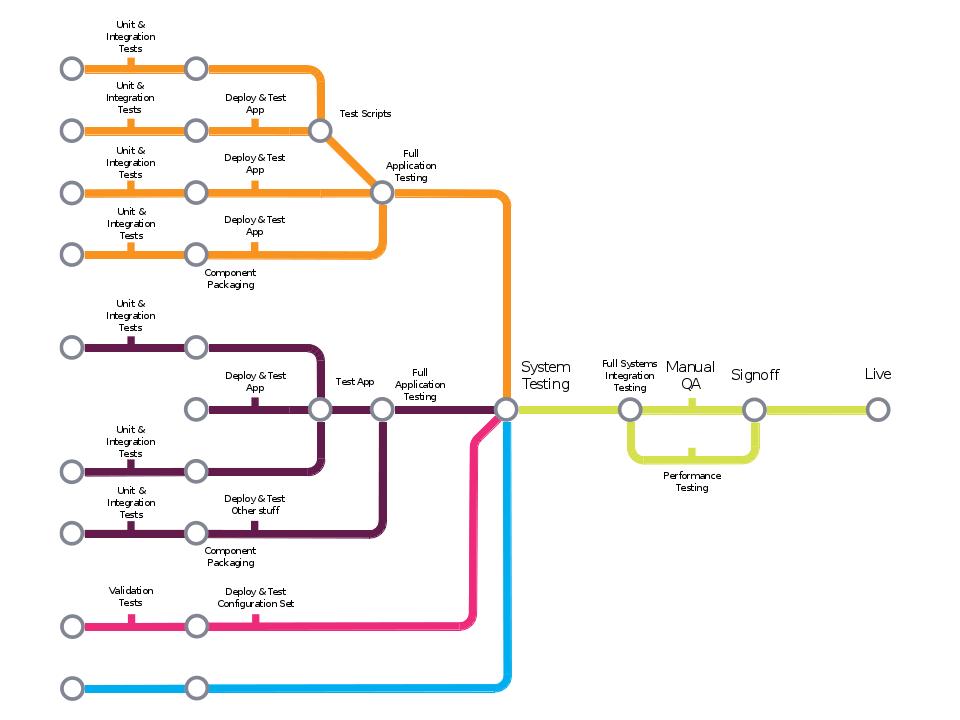 Unit &
Integration
Tests
Unit &
Integration
Tests
Deploy & Test
App
Test Scripts
Unit &
Integration
Tests
Deploy & Test
App
Full
Application
Testing
Unit &
Integration
Tests
Deploy & Test
App
Component
Packaging
Unit &
Integration
Tests
Deploy & Test
App
Test App
Full
Application
Testing
System
Testing
Full Systems
Integration
Testing
Manual
QA
Signoff
Live
Unit &
Integration
Tests
Performance
Testing
Unit &
Integration
Tests
Deploy & Test
Other stuff
Component
Packaging
Validation
Tests
Deploy & Test
Configuration Set